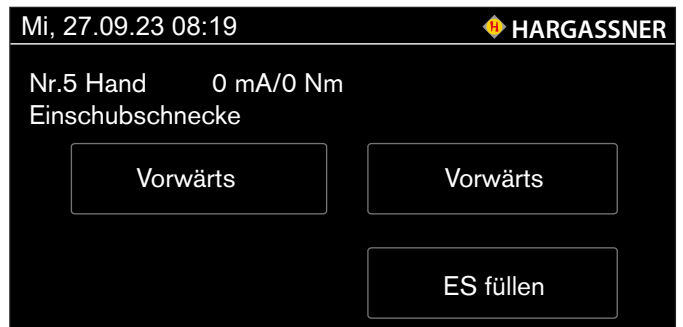 Mi, 27.09.23 08:19 HARGASSNER
Nr.5 Hand 0 mA/0 Nm
Einschubschnecke
Vorwärts Vorwärts
ES füllen